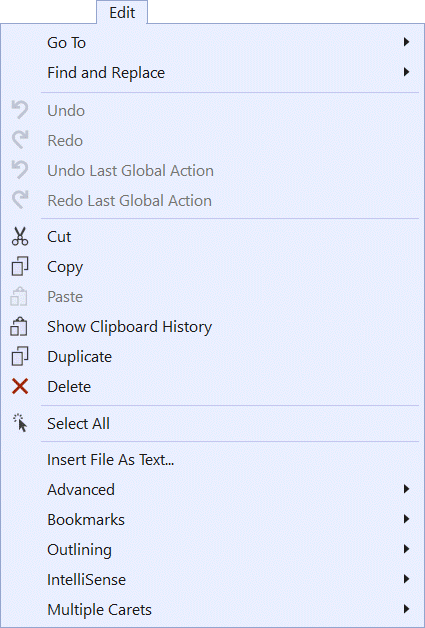 Edit
Go To
Find and Replace
Undo
Redo
Undo Last Global Action
Redo Last Global Action
Cut
Copy
Paste
Show Clipboard History
Duplicate
Delete
Select All
Insert File As Text...
Advanced
Bookmarks
Outlining
IntelliSense
Multiple Carets